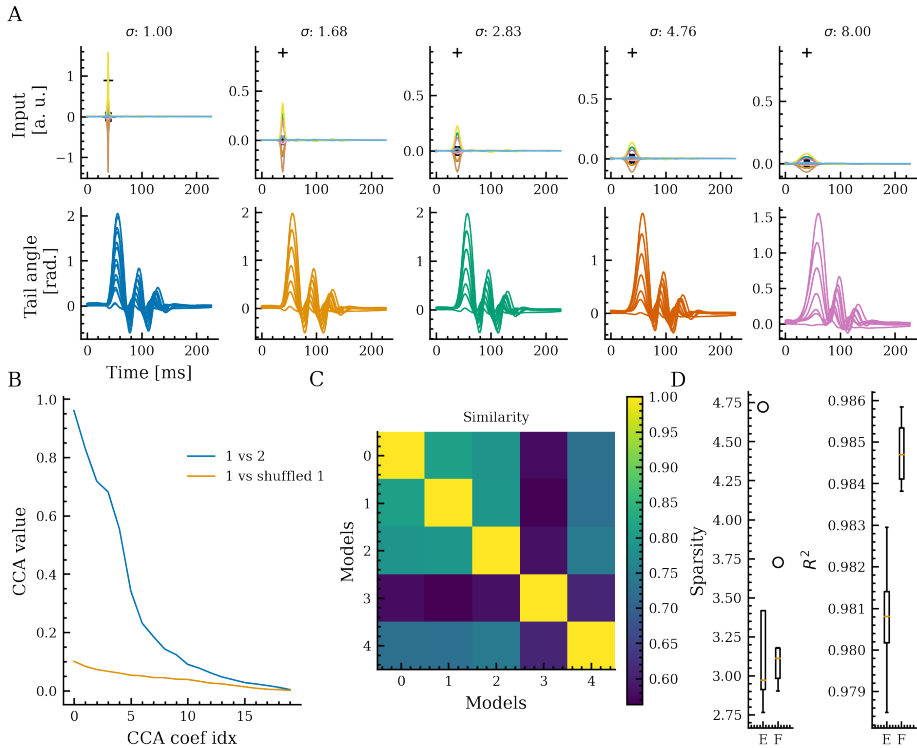 A
σ: 1.00
σ: 1.68
σ: 2.83
σ: 4.76
σ: 8.00
Input
[a. u.]
1
0
−1
0.5
0.0
0.5
0.0
0.5
0.0
0.5
0.0
0 100 200
0 100 200
0 100 200
0 100 200
0 100 200
Tail angle
[rad.]
2
1
0
2
1
0
2
1
0
1
0
1.5
1.0
0.5
0.0
0 100 200
0 100 200
0 100 200
0 100 200
0 100 200
Time [ms]
B
CCA value
1.0
0.8
0.6
0.4
0.2
0.0
1 vs 2
1 vs shuffled 1
0 5 10 15
CCA coef idx
C
Similarity
Models
0
1
2
3
4
0 1 2 3 4
Models
1.00
0.95
0.90
0.85
0.80
0.75
0.70
0.65
0.60
D
Sparsity
4.75
4.50
4.25
4.00
3.75
3.50
3.25
3.00
2.75
E F
R²
0.986
0.985
0.984
0.983
0.982
0.981
0.980
0.979
E F